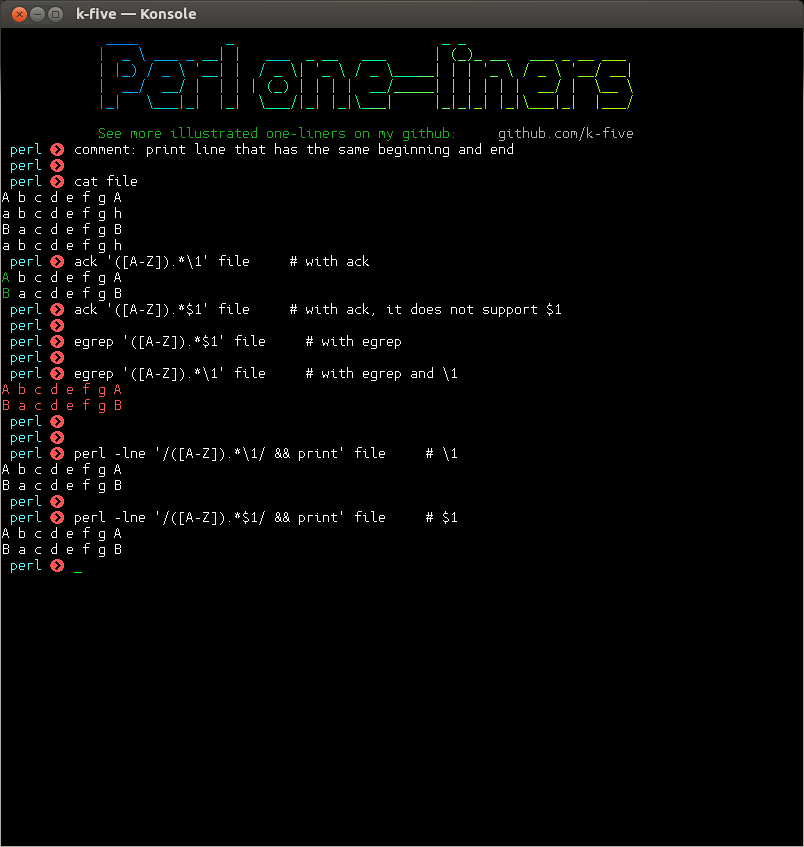 k-five — Konsole
Perl one-liners
See more illustrated one-liners on my github: github.com/k-five
perl comment: print line that has the same beginning and end
perl
perl cat file
A b c d e f g A
a b c d e f g h
B a c d e f g B
a b c d e f g h
perl ack '([A-Z]).*\1' file # with ack
A b c d e f g A
B a c d e f g B
perl ack '([A-Z]).*$1' file # with ack, it does not support $1
perl
perl egrep '([A-Z]).*$1' file # with egrep
perl
perl egrep '([A-Z]).*\1' file # with egrep and \1
A b c d e f g A
B a c d e f g B
perl
perl
perl perl -lne '/([A-Z]).*\1/ && print' file # \1
A b c d e f g A
B a c d e f g B
perl
perl perl -lne '/([A-Z]).*$1/ && print' file # $1
A b c d e f g A
B a c d e f g B
perl _